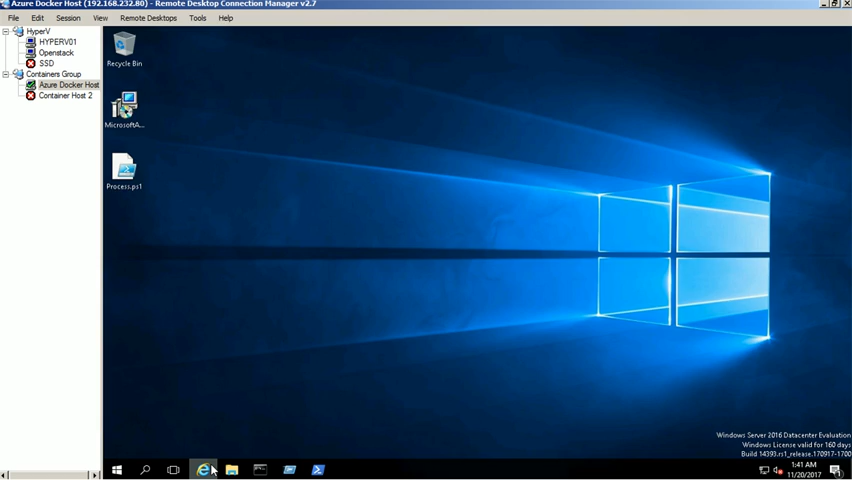 Azure Docker Host (192.168.232.80) - Remote Desktop Connection Manager v2.7
File Edit Session View Remote Desktops Tools Help
HyperV
HYPERV01
Openstack
SSD
Containers Group
Azure Docker Host
Container Host 2
Recycle Bin
MicrosoftA...
Process.ps1
Windows Server 2016 Datacenter Evaluation
Windows License valid for 160 days
Build 14393.rs1_release.170917-1700
1:41 AM
11/20/2017